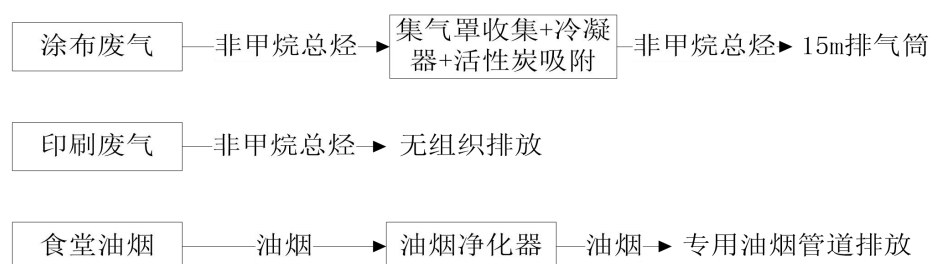 涂布废气 非甲烷总烃 集气罩收集+冷凝
器+活性炭吸附 非甲烷总烃 15m排气筒
印刷废气 非甲烷总烃 无组织排放
食堂油烟 油烟 油烟净化器 油烟 专用油烟管道排放